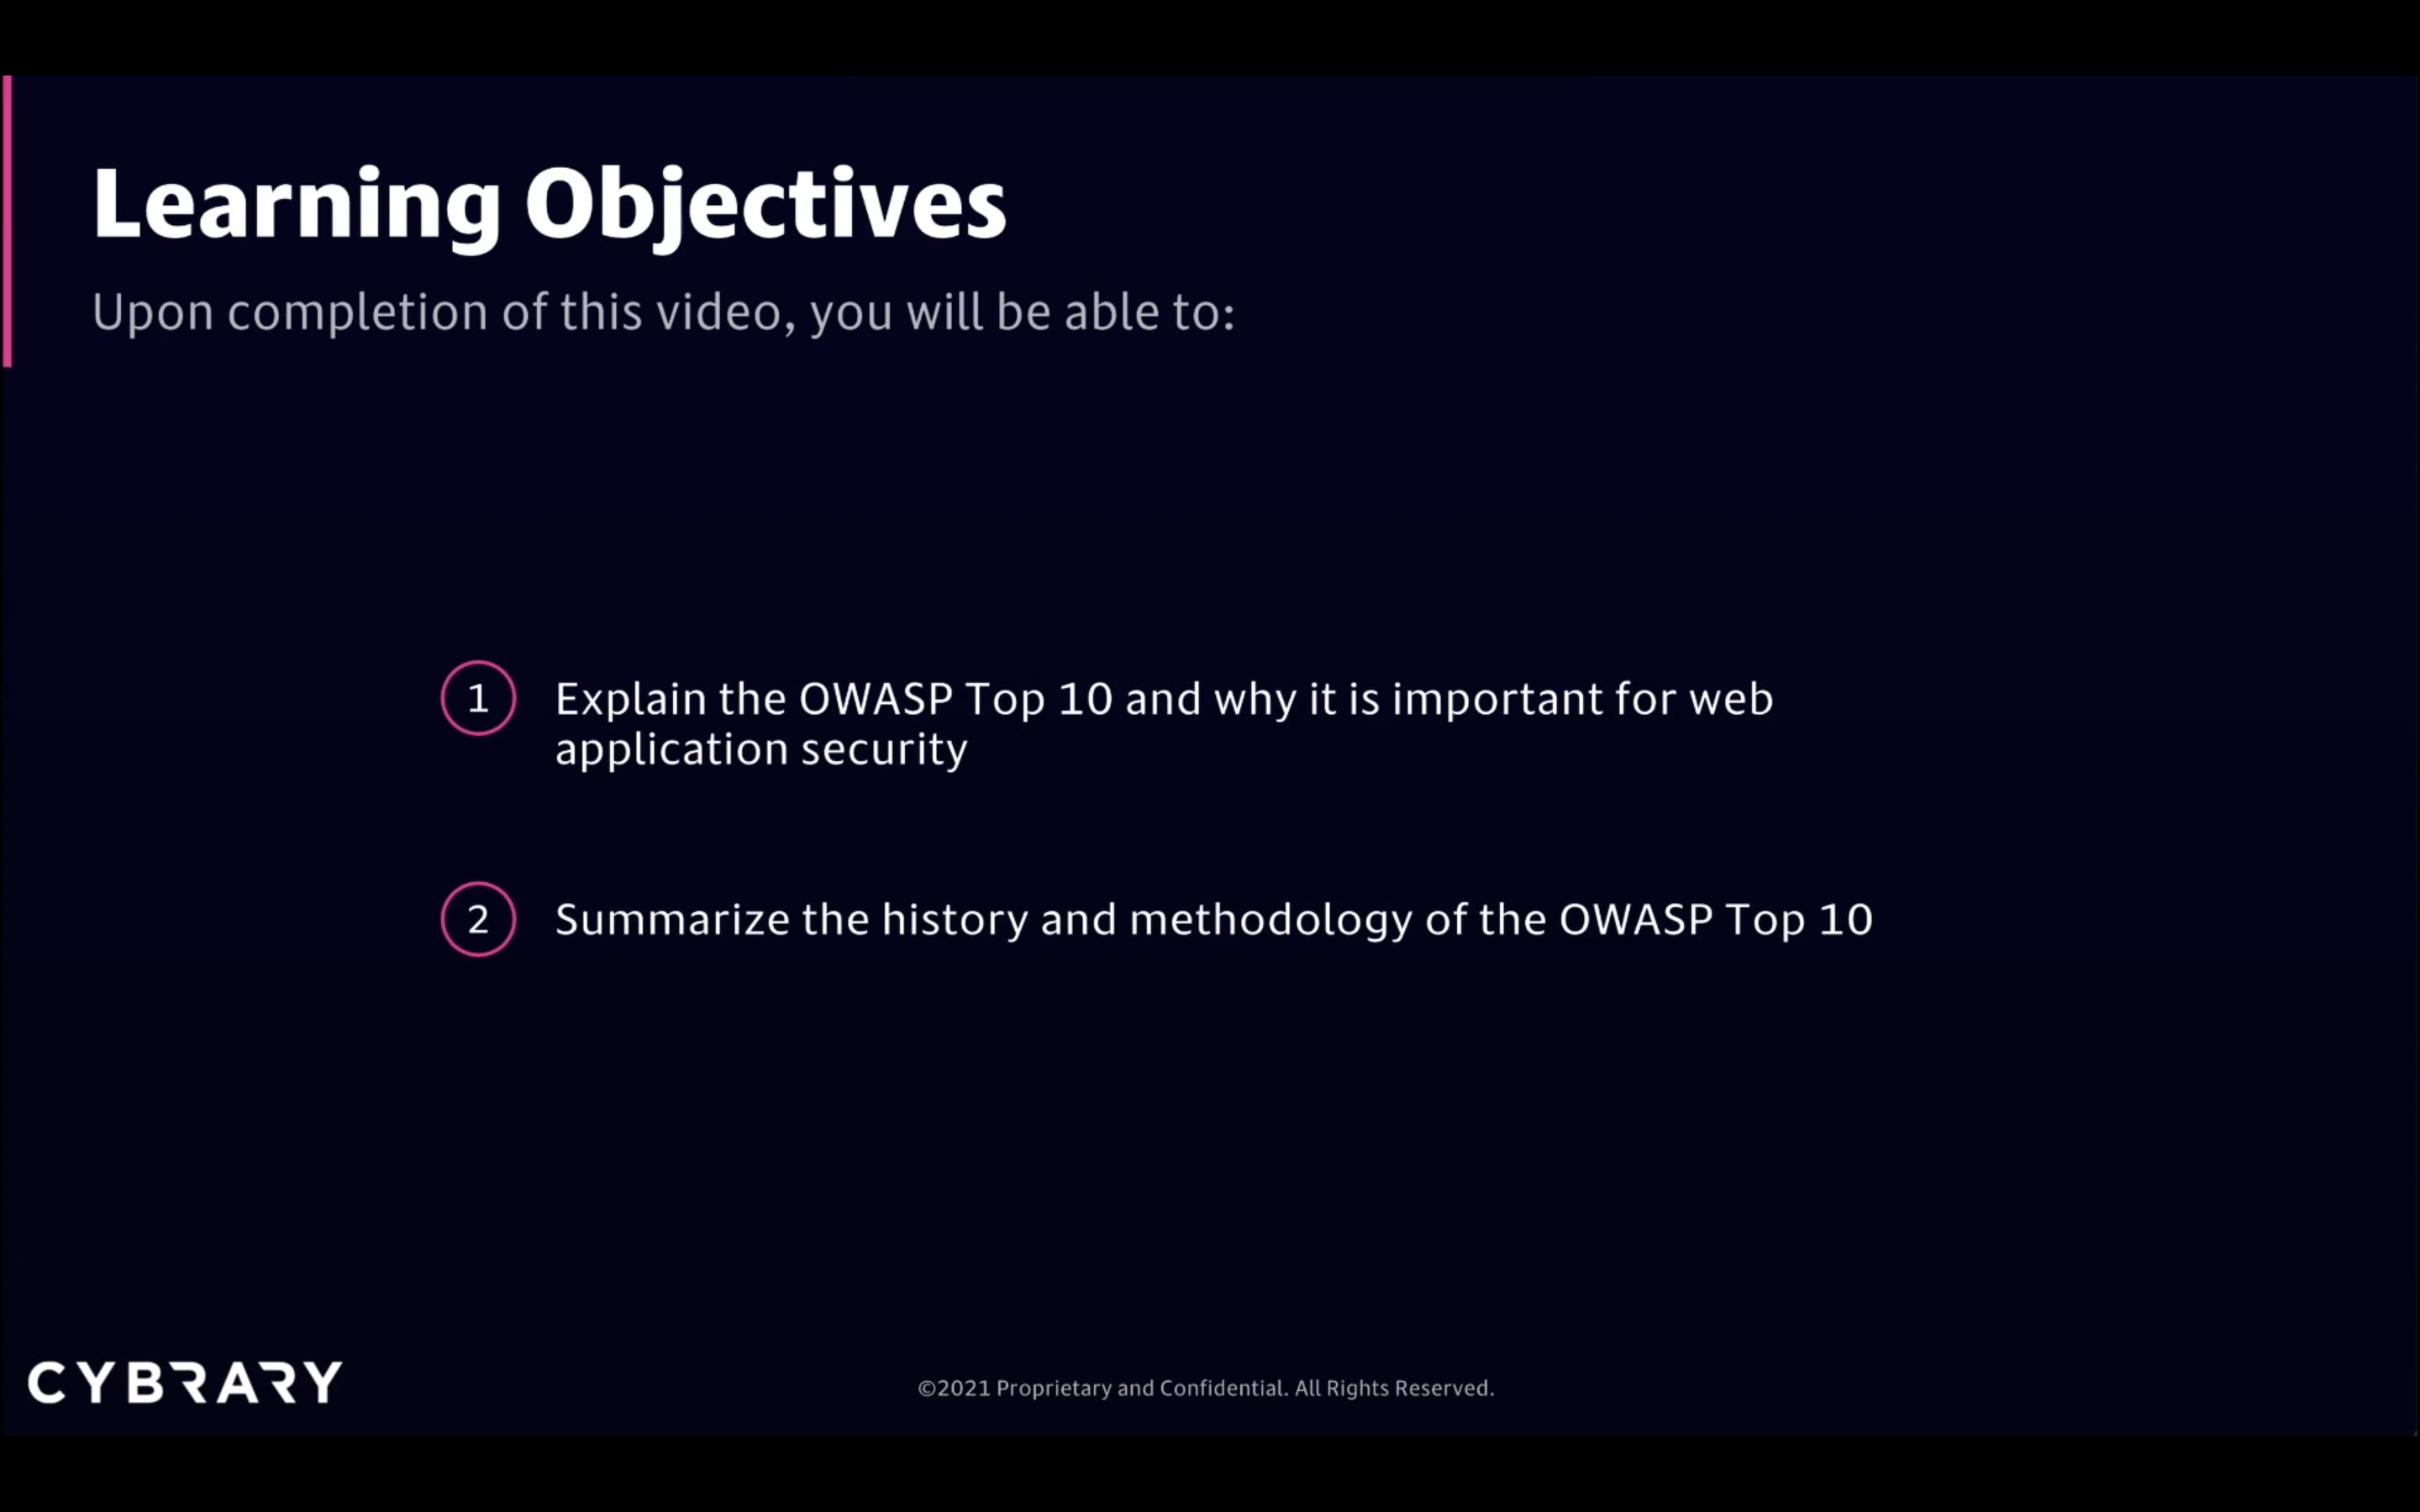 Learning Objectives
Upon completion of this video, you will be able to:
1 Explain the OWASP Top 10 and why it is important for web
application security
2 Summarize the history and methodology of the OWASP Top 10
CYBRARY
©2021 Proprietary and Confidential. All Rights Reserved.